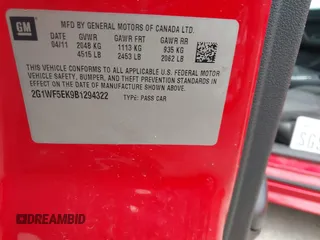 GM
MFD BY GENERAL MOTORS OF CANADA LTD.
DATE GVWR GAWR FRT GAWR RR
04/11 2048 KG 1113 KG 935 KG
4515 LB 2453 LB 2062 LB
THIS VEHICLE CONFORMS TO ALL APPLICABLE U.S. FEDERAL MOTOR
VEHICLE SAFETY, BUMPER, AND THEFT PREVENTION STANDARDS IN
EFFECT ON THE DATE OF MANUFACTURE SHOWN ABOVE.
2G1WF5EK9B1294322 TYPE: PASS CAR
DREAMBID